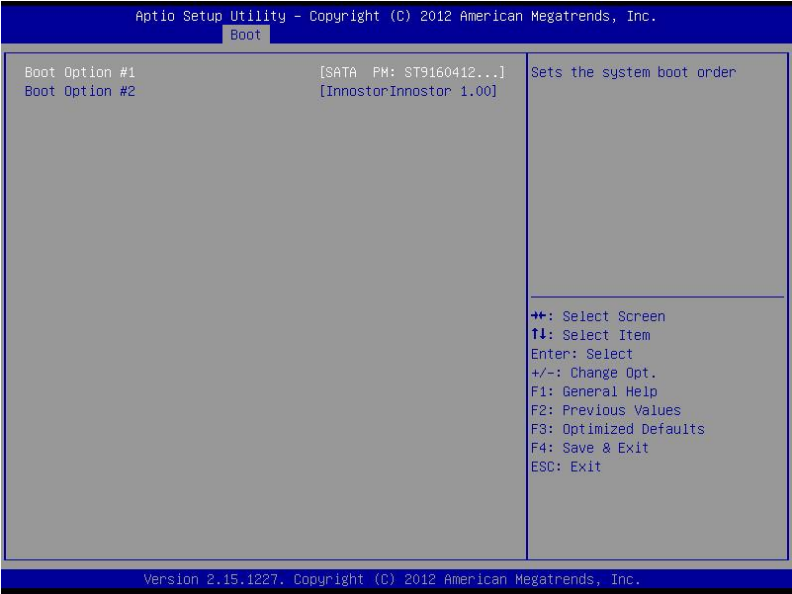 Aptio Setup Utility – Copyright (C) 2012 American Megatrends, Inc.
Boot
Boot Option #1 [SATA PM: ST9160412...]
Boot Option #2 [InnostorInnostor 1.00]
Sets the system boot order
→←: Select Screen
↑↓: Select Item
Enter: Select
+/-: Change Opt.
F1: General Help
F2: Previous Values
F3: Optimized Defaults
F4: Save & Exit
ESC: Exit
Version 2.15.1227. Copyright (C) 2012 American Megatrends, Inc.